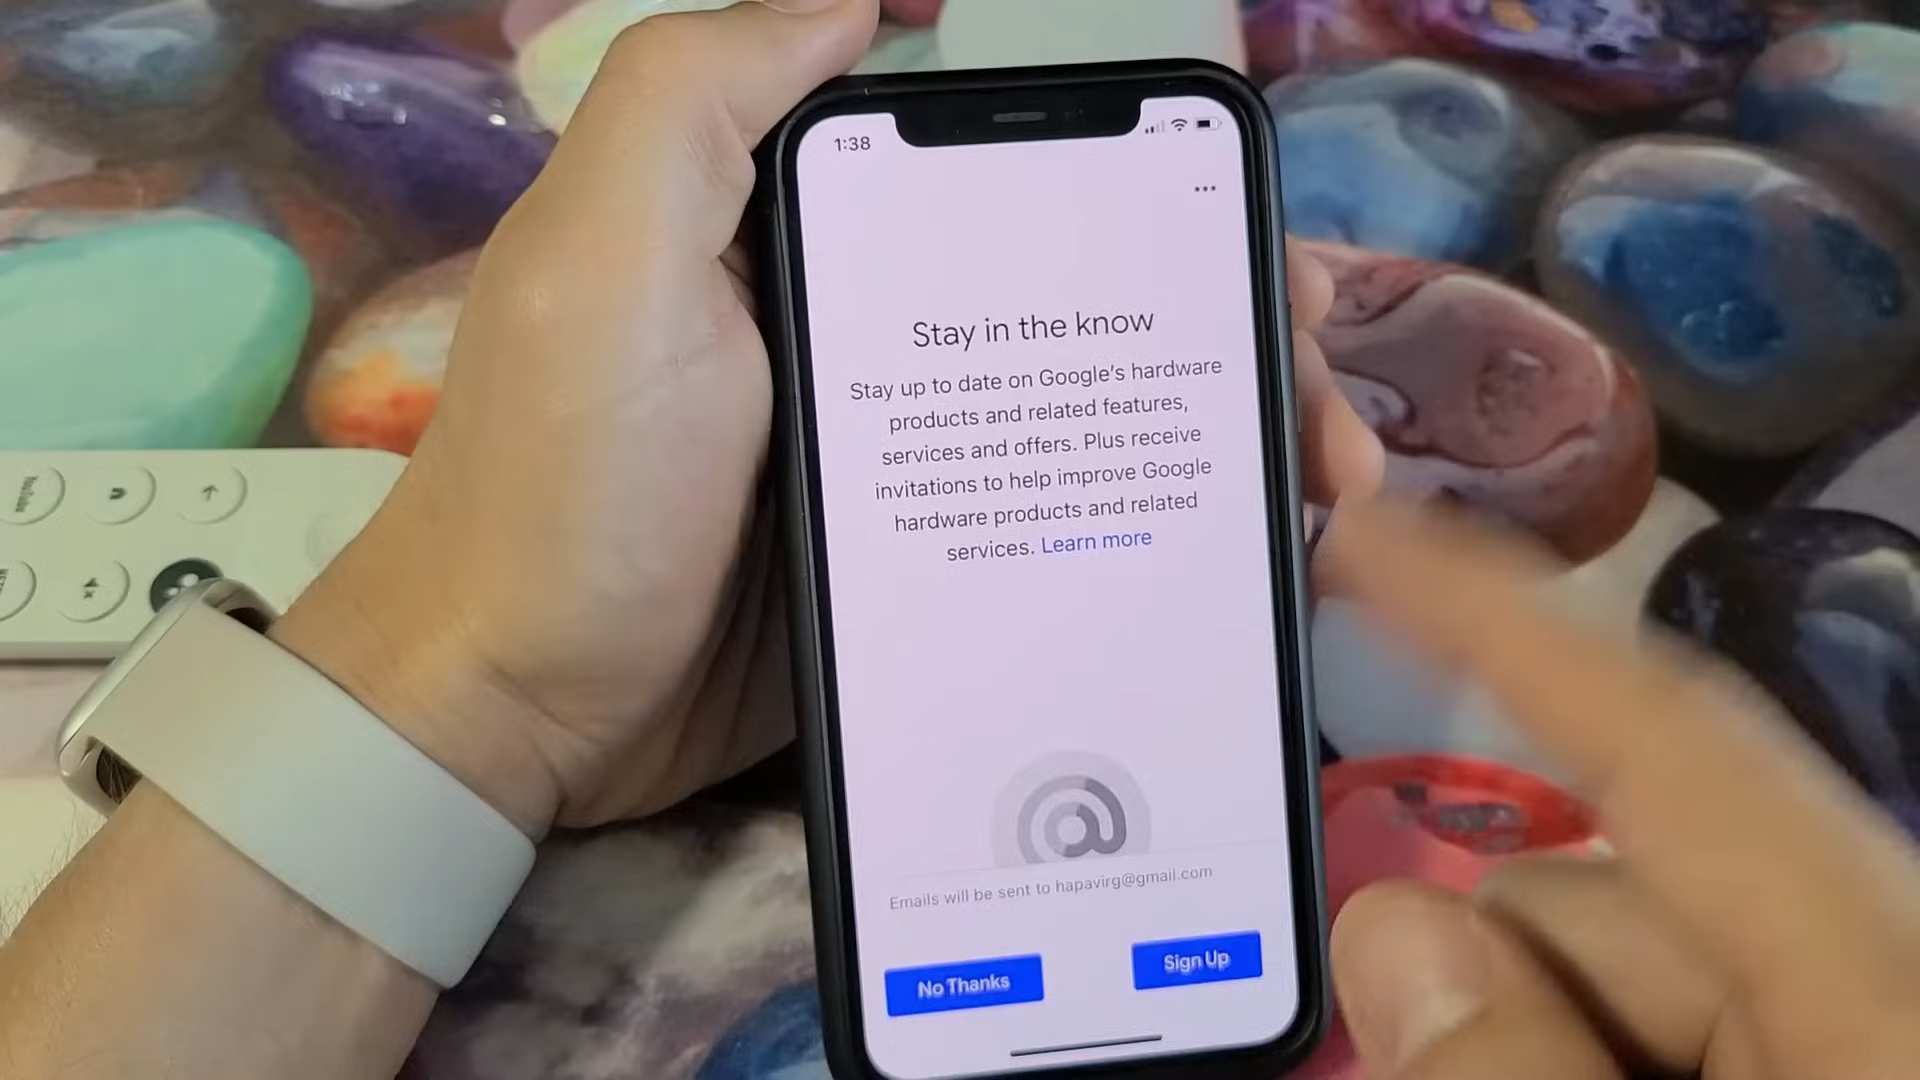 1:38
Stay in the know
Stay up to date on Google's hardware
products and related features,
services and offers. Plus receive
invitations to help improve Google
hardware products and related
services. Learn more
Emails will be sent to hapavirg@gmail.com
No Thanks
Sign Up
YouTube